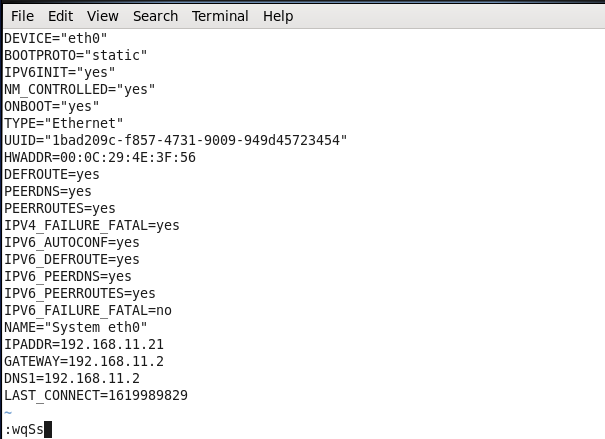 File Edit View Search Terminal Help
DEVICE="eth0"
BOOTPROTO="static"
IPV6INIT="yes"
NM_CONTROLLED="yes"
ONBOOT="yes"
TYPE="Ethernet"
UUID="1bad209c-f857-4731-9009-949d45723454"
HWADDR=00:0C:29:4E:3F:56
DEFROUTE=yes
PEERDNS=yes
PEERROUTES=yes
IPV4_FAILURE_FATAL=yes
IPV6_AUTOCONF=yes
IPV6_DEFROUTE=yes
IPV6_PEERDNS=yes
IPV6_PEERROUTES=yes
IPV6_FAILURE_FATAL=no
NAME="System eth0"
IPADDR=192.168.11.21
GATEWAY=192.168.11.2
DNS1=192.168.11.2
LAST_CONNECT=1619989829
~
:wqSs